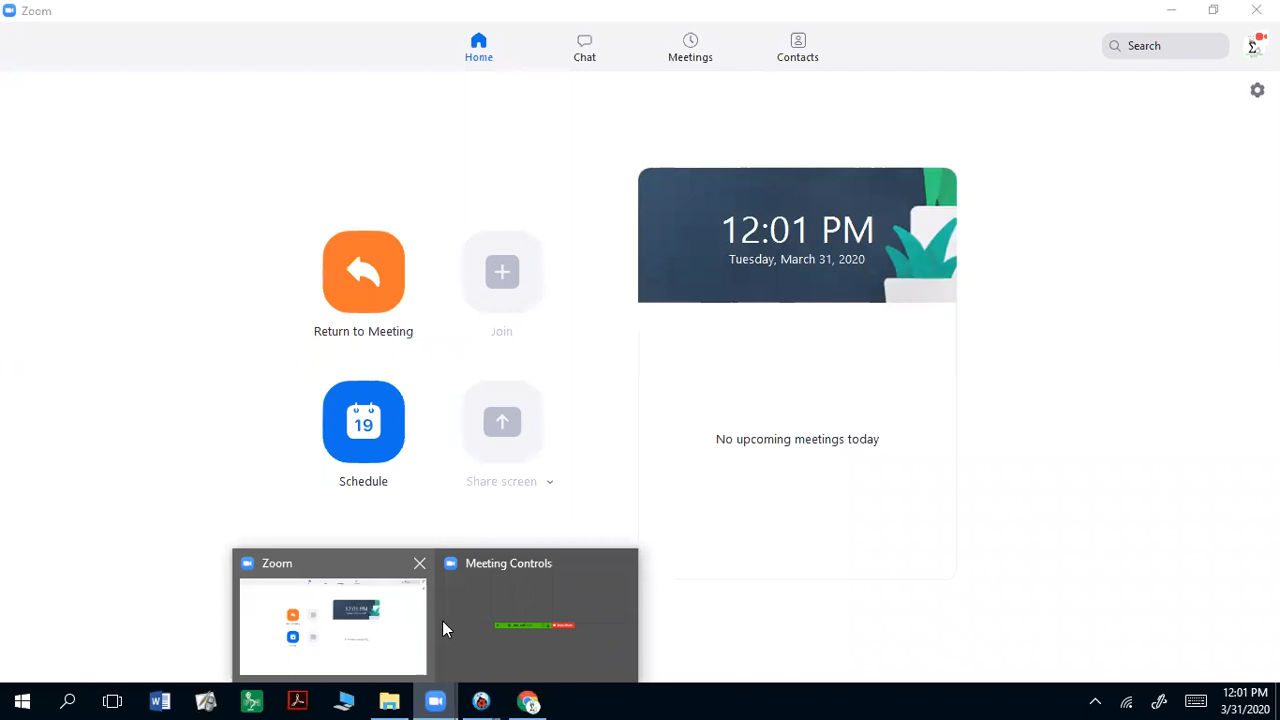 Zoom
Home
Chat
Meetings
Contacts
Search
12:01 PM
Tuesday, March 31, 2020
Return to Meeting
Join
No upcoming meetings today
19
Schedule
Share screen
Zoom
Meeting Controls
12:01 PM
3/31/2020